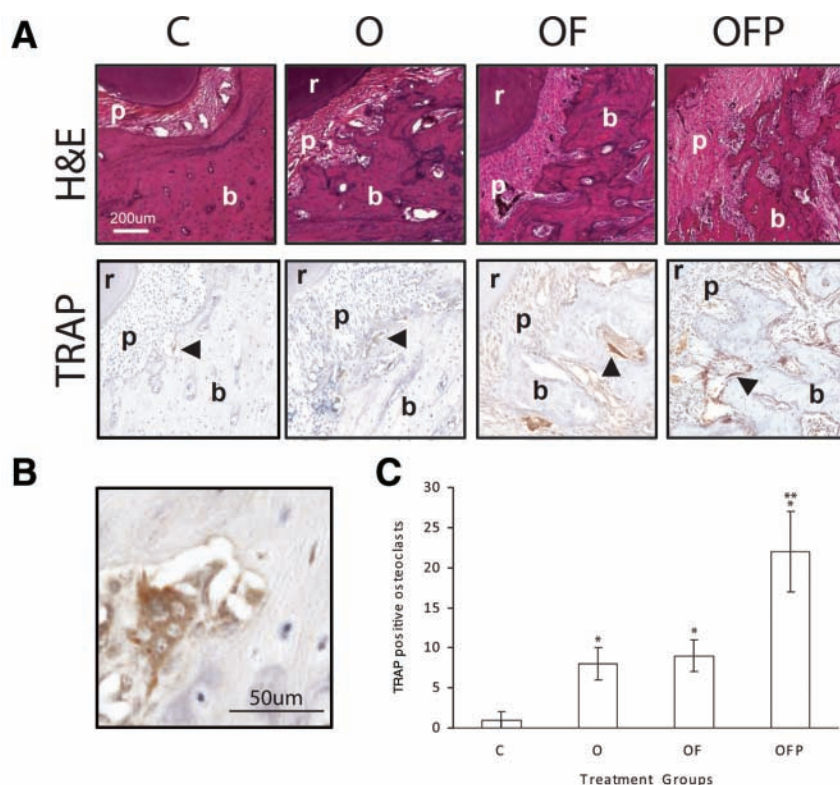 A
C O OF OFP
H&E
p b 200um
r p b
r p b
p b
TRAP
r p b
r p b
r p b
r p b
B
50um
C
TRAP positive osteoclasts
30
25
20
15
10
5
0
* * ** *
C O OF OFP
Treatment Groups